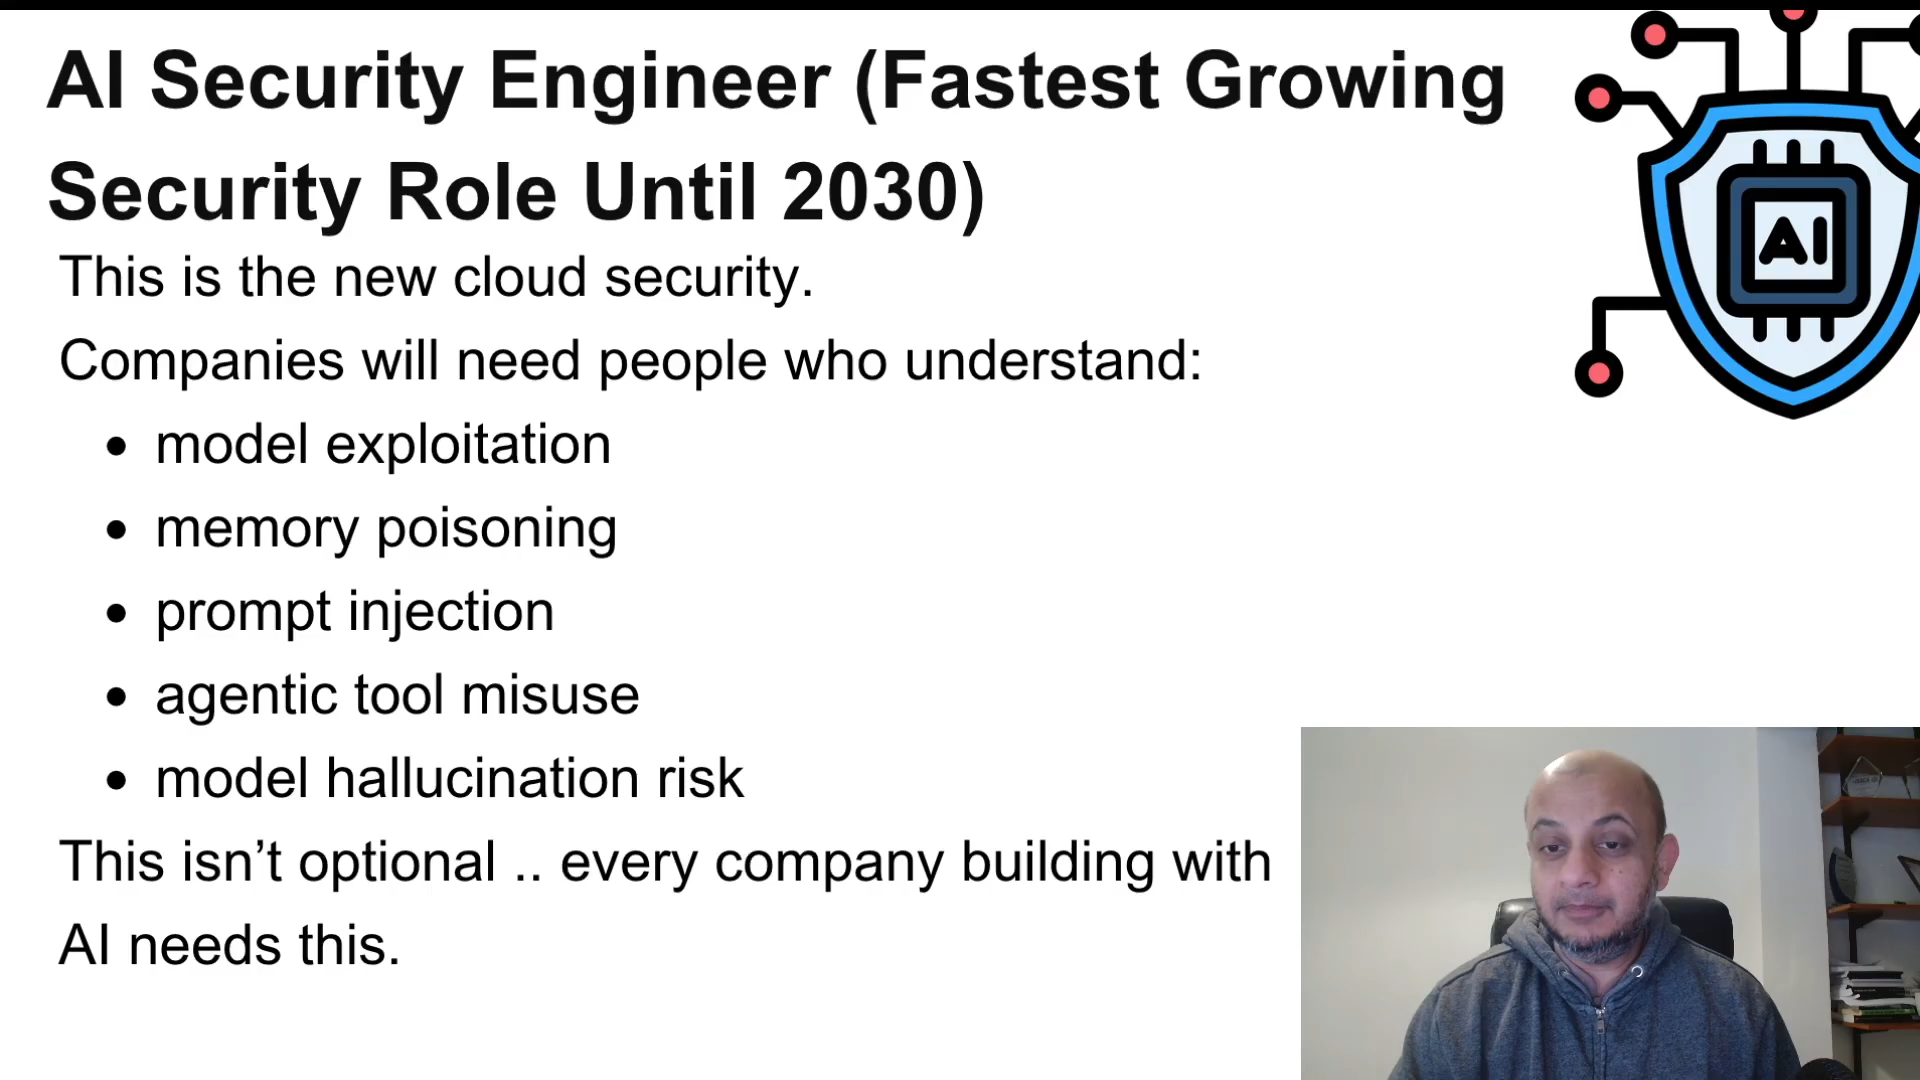 AI Security Engineer (Fastest Growing
Security Role Until 2030)
This is the new cloud security.
Companies will need people who understand:
• model exploitation
• memory poisoning
• prompt injection
• agentic tool misuse
• model hallucination risk
This isn’t optional .. every company building with
AI needs this.
AI